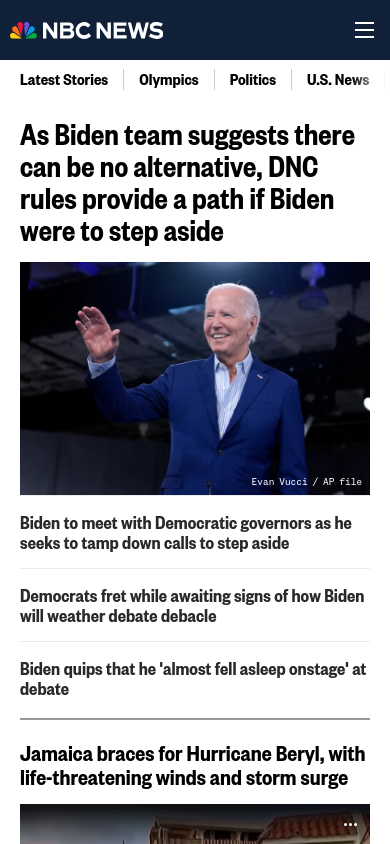 NBC NEWS
Latest Stories
Olympics
Politics
U.S. News
As Biden team suggests there
can be no alternative, DNC
rules provide a path if Biden
were to step aside
Evan Vucci / AP file
Biden to meet with Democratic governors as he
seeks to tamp down calls to step aside
Democrats fret while awaiting signs of how Biden
will weather debate debacle
Biden quips that he 'almost fell asleep onstage' at
debate
Jamaica braces for Hurricane Beryl, with
life-threatening winds and storm surge